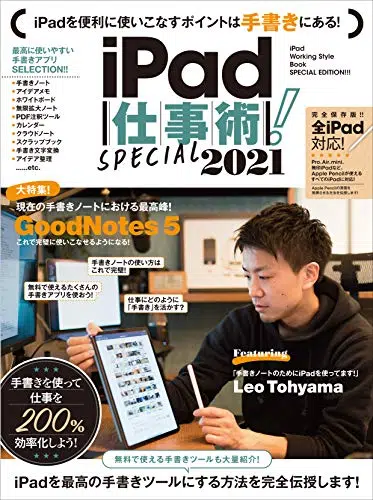 iPadを便利に使いこなすポイントは手書きにある!
最高に使いやすい
手書きアプリ
SELECTION!!!
手書きノート
アイデアメモ
ホワイトボード
無限拡大ノート
PDF注釈ツール
カレンダー
クラウドノート
スクラップブック
手書き文字変換
アイデア整理
……etc.
iPad
Working Style
Book
SPECIAL EDITION!!!
iPad
仕事術!
SPECIAL 2021
完全保存版!!
全iPad
対応!
Pro、Air、mini、
無印iPadなど、
Apple Pencilが使える
すべてのiPadに対応!
大特集!
現在の手書きノートにおける最高峰!
GoodNotes 5
これで完璧に使いこなせるようになる!
手書きノートの使い方は
これで完璧!
無料で使えるたくさんの
手書きアプリを使おう!
仕事にどのように
「手書き」を活かす?
Featuring
「手書きノートのためにiPadを使ってます!」
Leo Tohyama
手書きを使って
仕事を
200%
効率化しよう!
無料で使える手書きツールも大量紹介!
iPadを最高の手書きツールにする方法を完全伝授します!